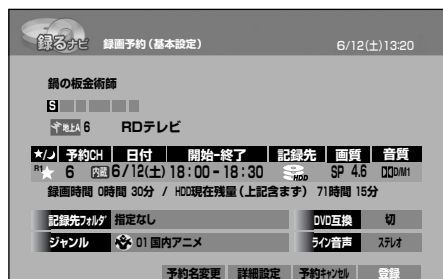 録るナビ 録画予約(基本設定) 6/12(土)13:20
鍋の板金術師
S
地上A 6 RDテレビ
★/☽ 予約CH 日付 開始-終了 記録先 画質 音質
R1 ★ 6 内蔵 6/12(土) 18:00-18:30 HDD SP 4.6 DD D/M1
録画時間 0時間 30分 / HDD現在残量(上記含まず) 71時間 15分
記録先フォルダ 指定なし DVD互換 切
ジャンル 01 国内アニメ ライン音声 ステレオ
予約名変更 詳細設定 予約キャンセル 登録